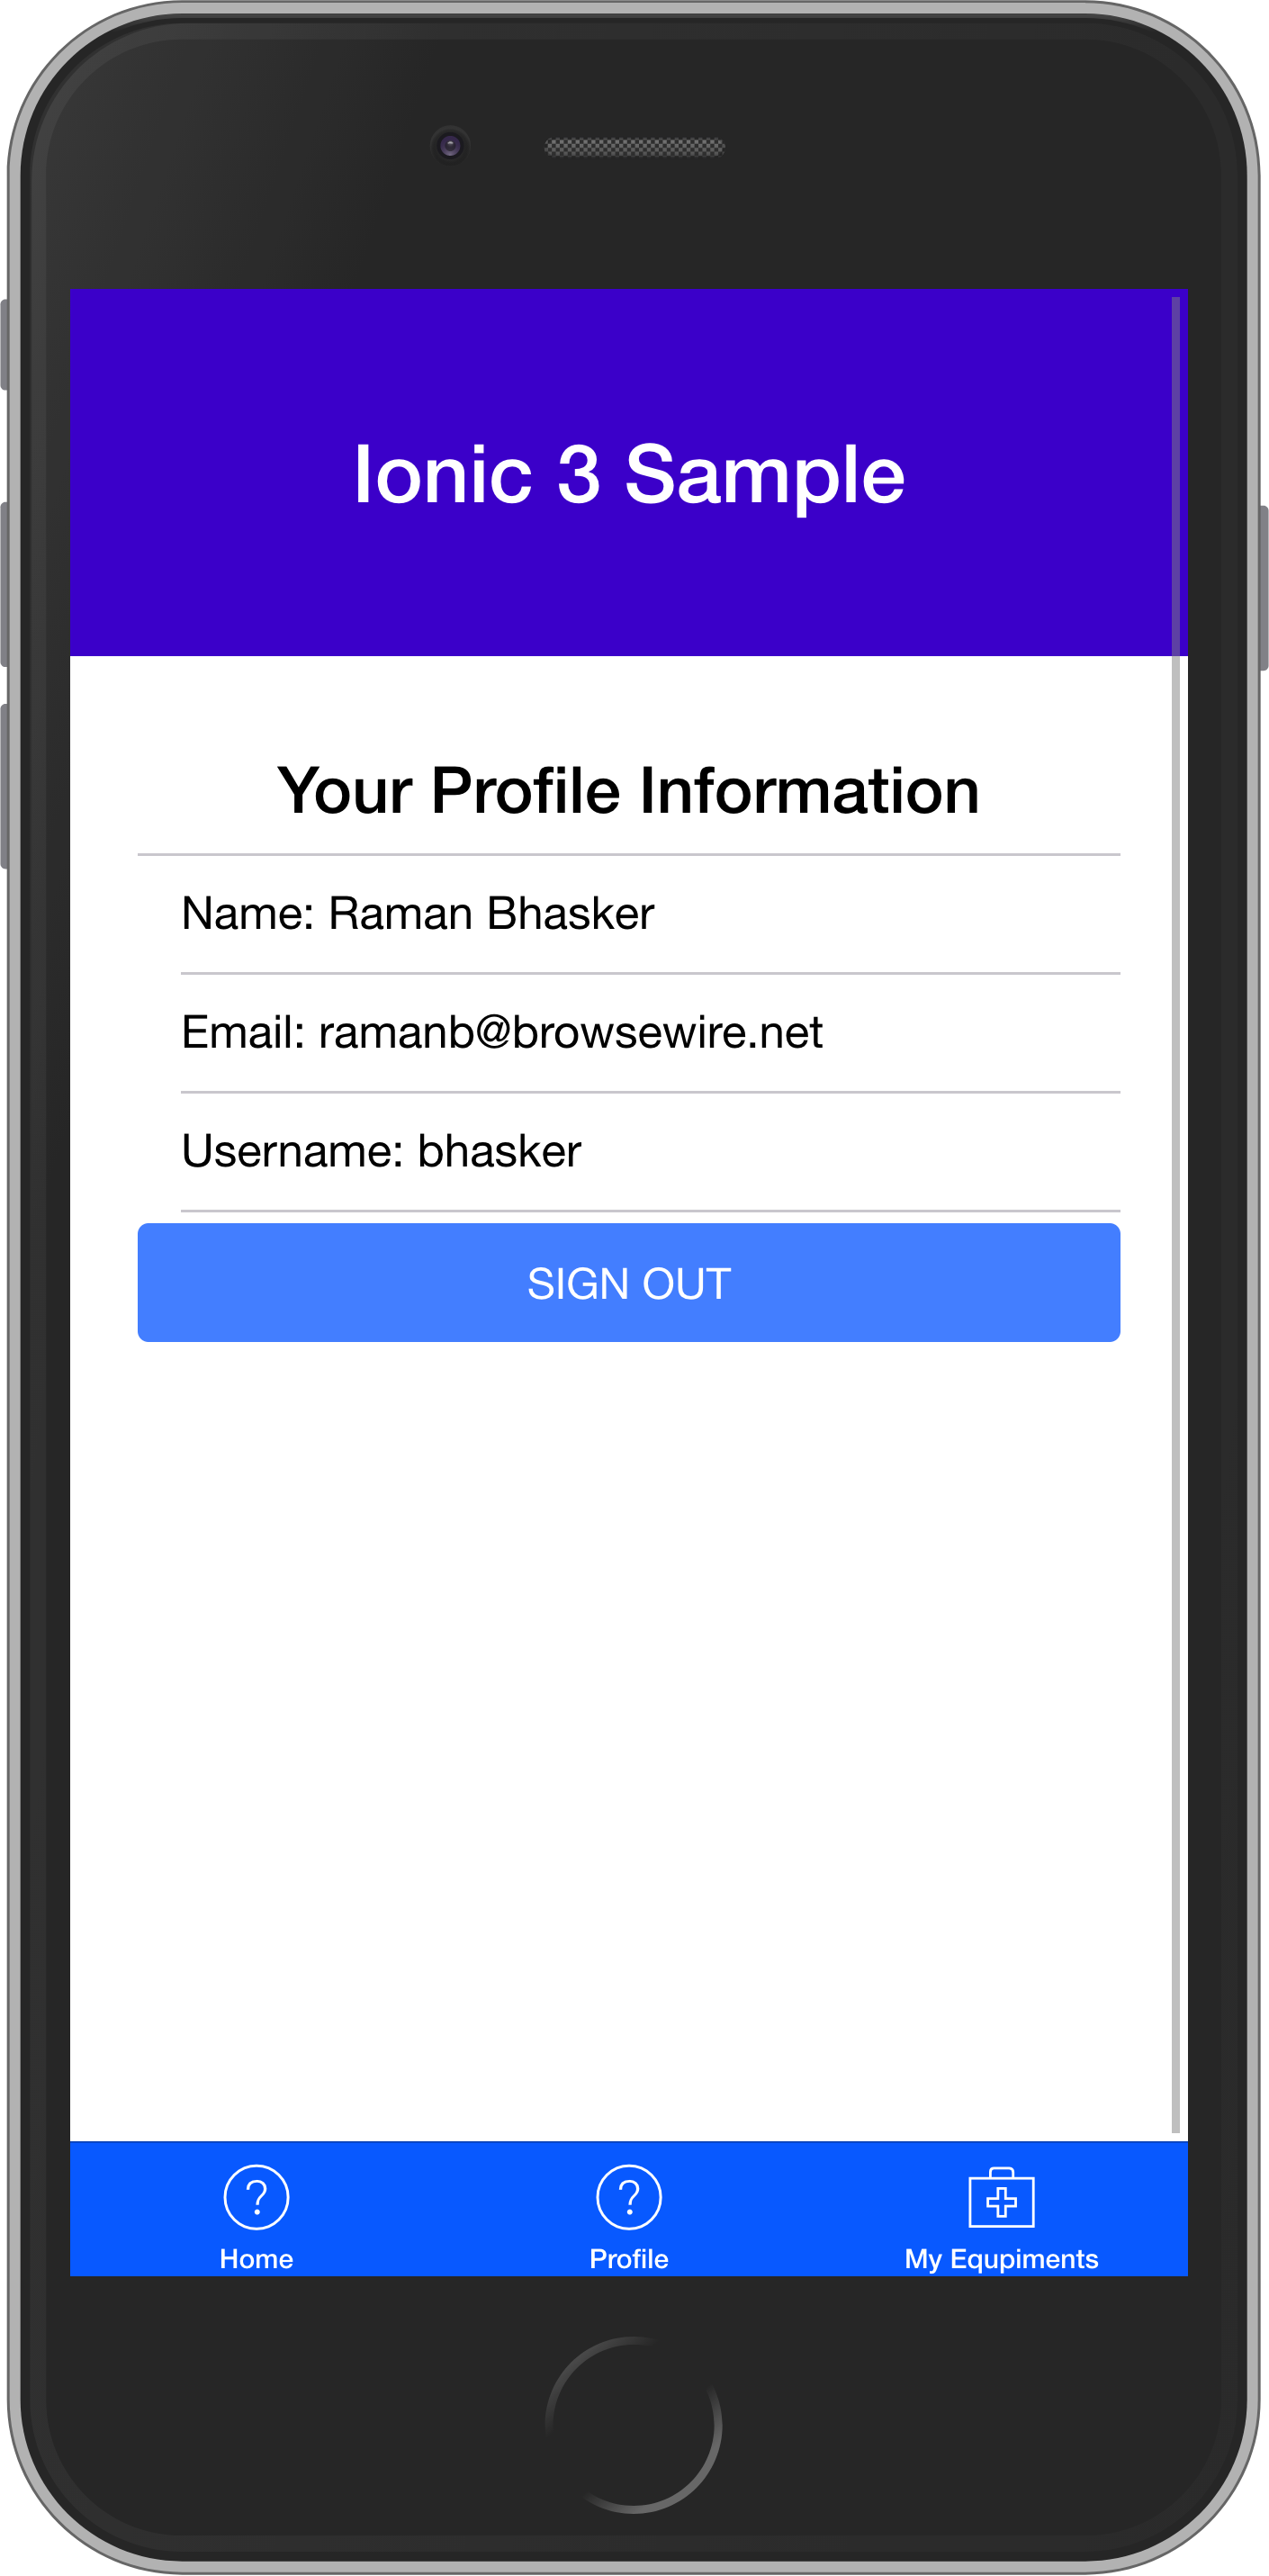 Ionic 3 Sample
Your Profile Information
Name: Raman Bhasker
Email: ramanb@browsewire.net
Username: bhasker
SIGN OUT
Home
Profile
My Equpiments